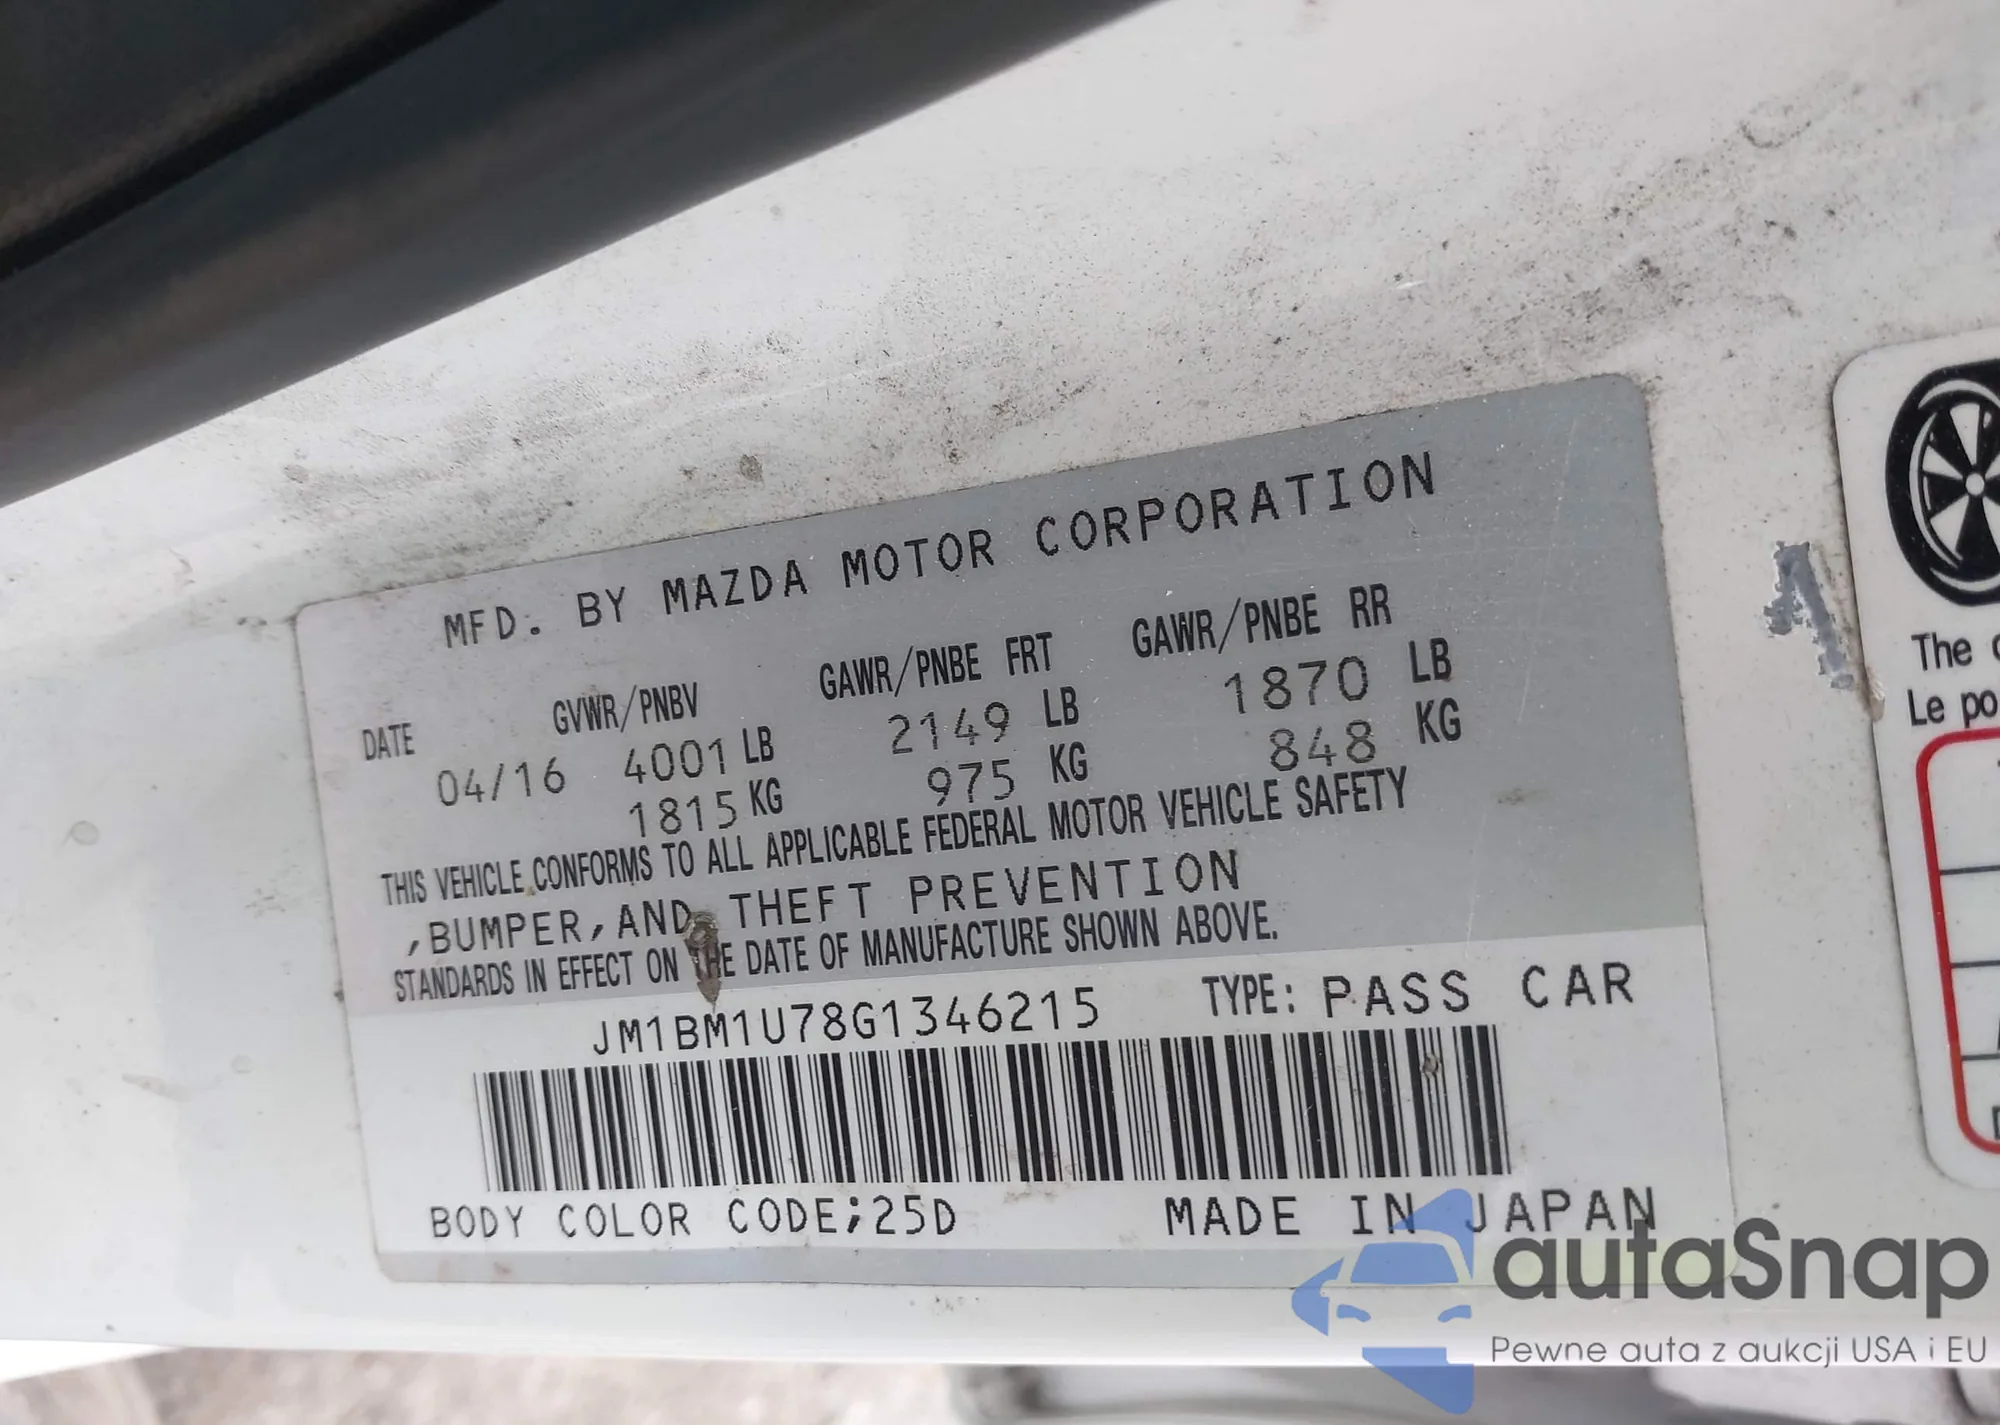 MFD. BY MAZDA MOTOR CORPORATION
DATE GVWR/PNBV GAWR/PNBE FRT GAWR/PNBE RR
04/16 4001 LB 2149 LB 1870 LB
1815 KG 975 KG 848 KG
THIS VEHICLE CONFORMS TO ALL APPLICABLE FEDERAL MOTOR VEHICLE SAFETY
,BUMPER,AND THEFT PREVENTION
STANDARDS IN EFFECT ON THE DATE OF MANUFACTURE SHOWN ABOVE.
JM1BM1U78G1346215 TYPE: PASS CAR
BODY COLOR CODE;25D MADE IN JAPAN
The
Le
autaSnap
Pewne auta z aukcji USA i EU